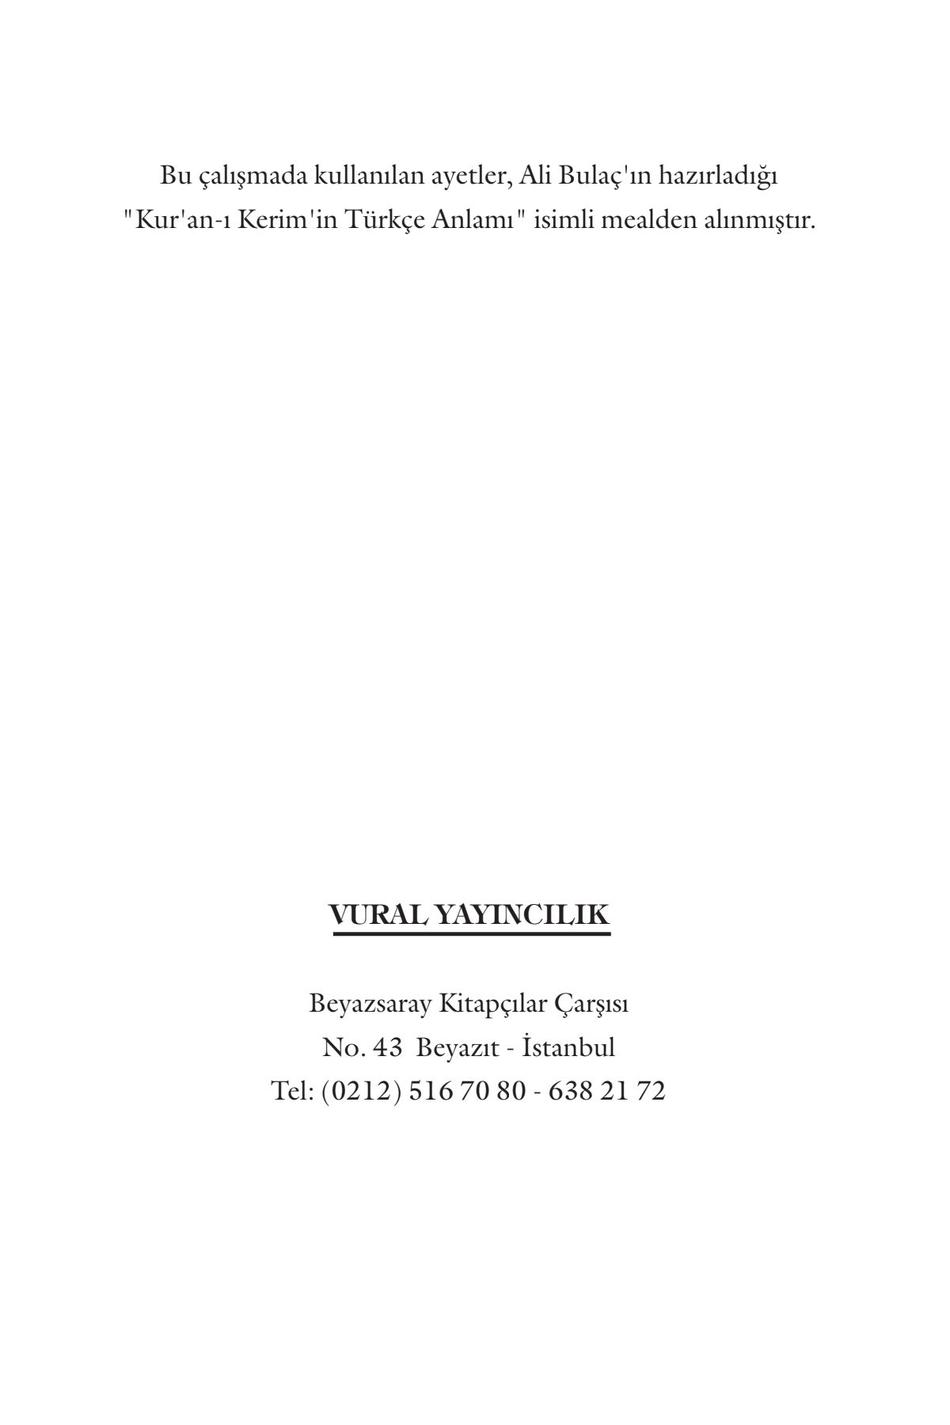 Bu çalışmada kullanılan ayetler, Ali Bulaç'ın hazırladığı
"Kur'an-ı Kerim'in Türkçe Anlamı" isimli mealden alınmıştır.
VURAL YAYINCILIK
Beyazsaray Kitapçılar Çarşısı
No. 43  Beyazıt - İstanbul
Tel: (0212) 516 70 80 - 638 21 72